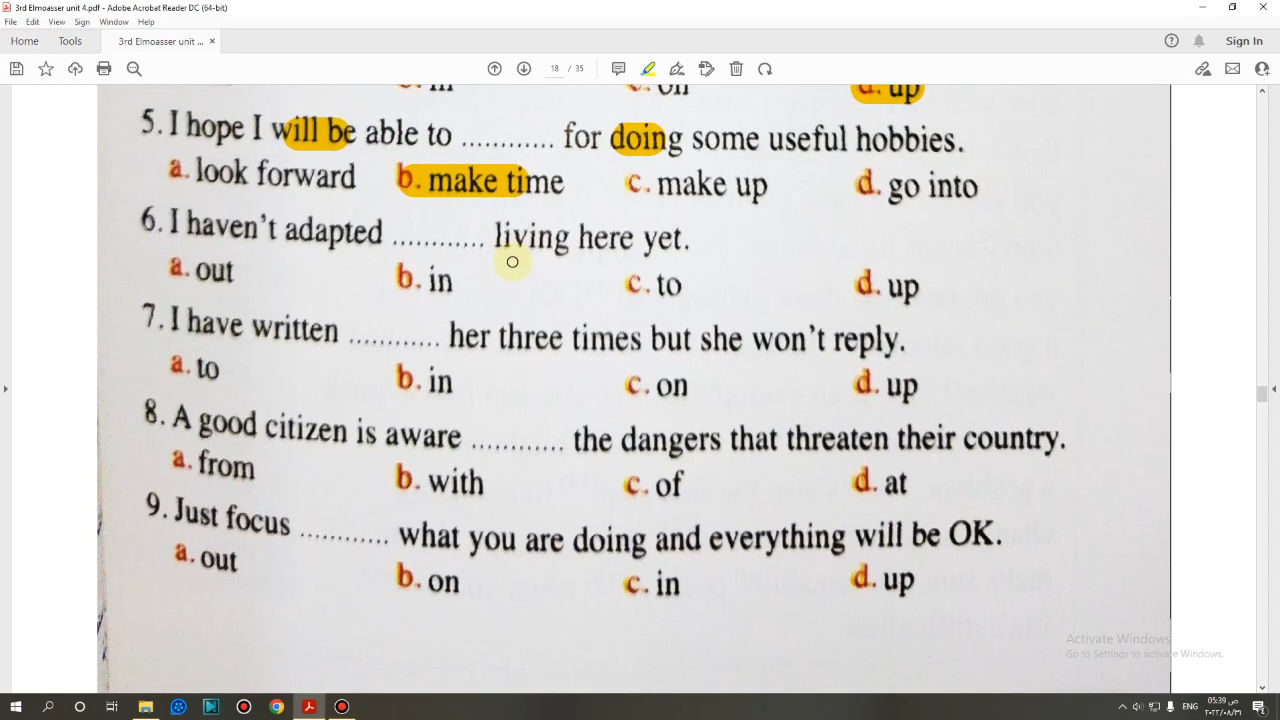 3rd Elmoasser unit 4.pdf - Adobe Acrobat Reader DC (64-bit)
File Edit View Sign Window Help
Home Tools 3rd Elmoasser unit ... × Sign In
18 / 35
c. on d. up
5. I hope I will be able to ............ for doing some useful hobbies.
a. look forward b. make time c. make up d. go into
6. I haven't adapted ............ living here yet.
a. out b. in c. to d. up
7. I have written ............ her three times but she won't reply.
a. to b. in c. on d. up
8. A good citizen is aware ............ the dangers that threaten their country.
a. from b. with c. of d. at
9. Just focus ............ what you are doing and everything will be OK.
a. out b. on c. in d. up
Activate Windows
Go to Settings to activate Windows.
ENG 05:39 ص